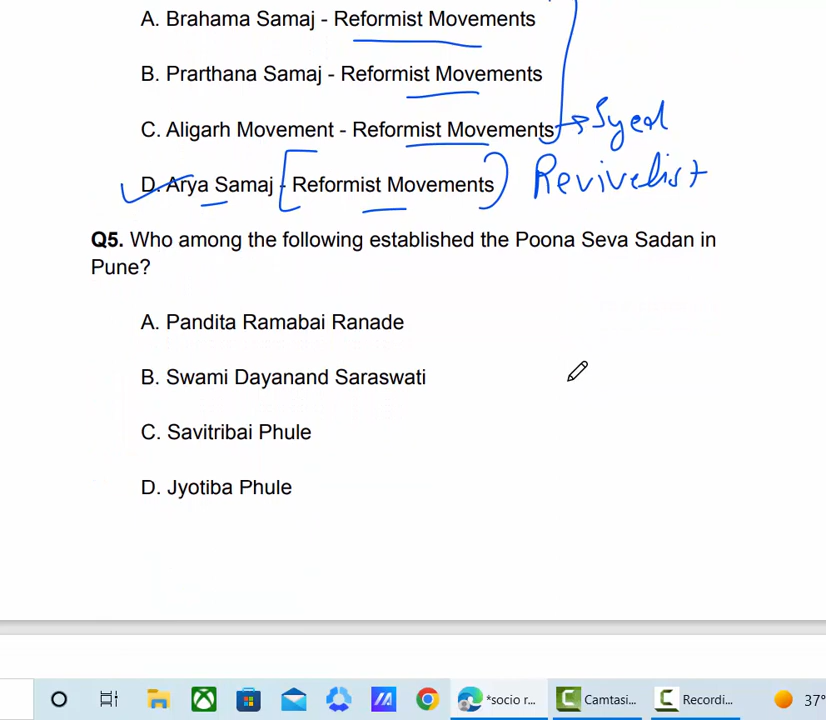 A. Brahama Samaj - Reformist Movements
B. Prarthana Samaj - Reformist Movements
C. Aligarh Movement - Reformist Movements → Syed
D. Arya Samaj - [Reformist Movements) Revivelist
Q5. Who among the following established the Poona Seva Sadan in
Pune?
A. Pandita Ramabai Ranade
B. Swami Dayanand Saraswati
C. Savitribai Phule
D. Jyotiba Phule
*socio r... Camtasi... Recordi... 37°